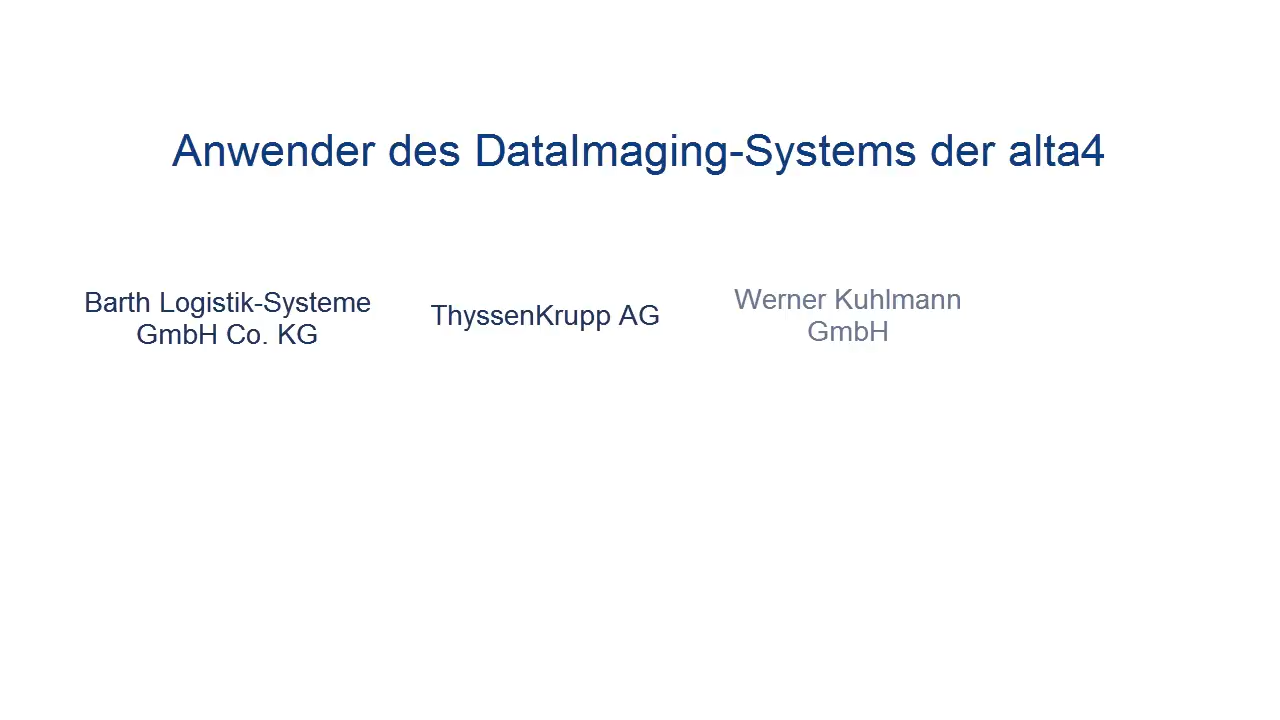 Anwender des DataImaging-Systems der alta4
Barth Logistik-Systeme
GmbH Co. KG
ThyssenKrupp AG
Werner Kuhlmann
GmbH